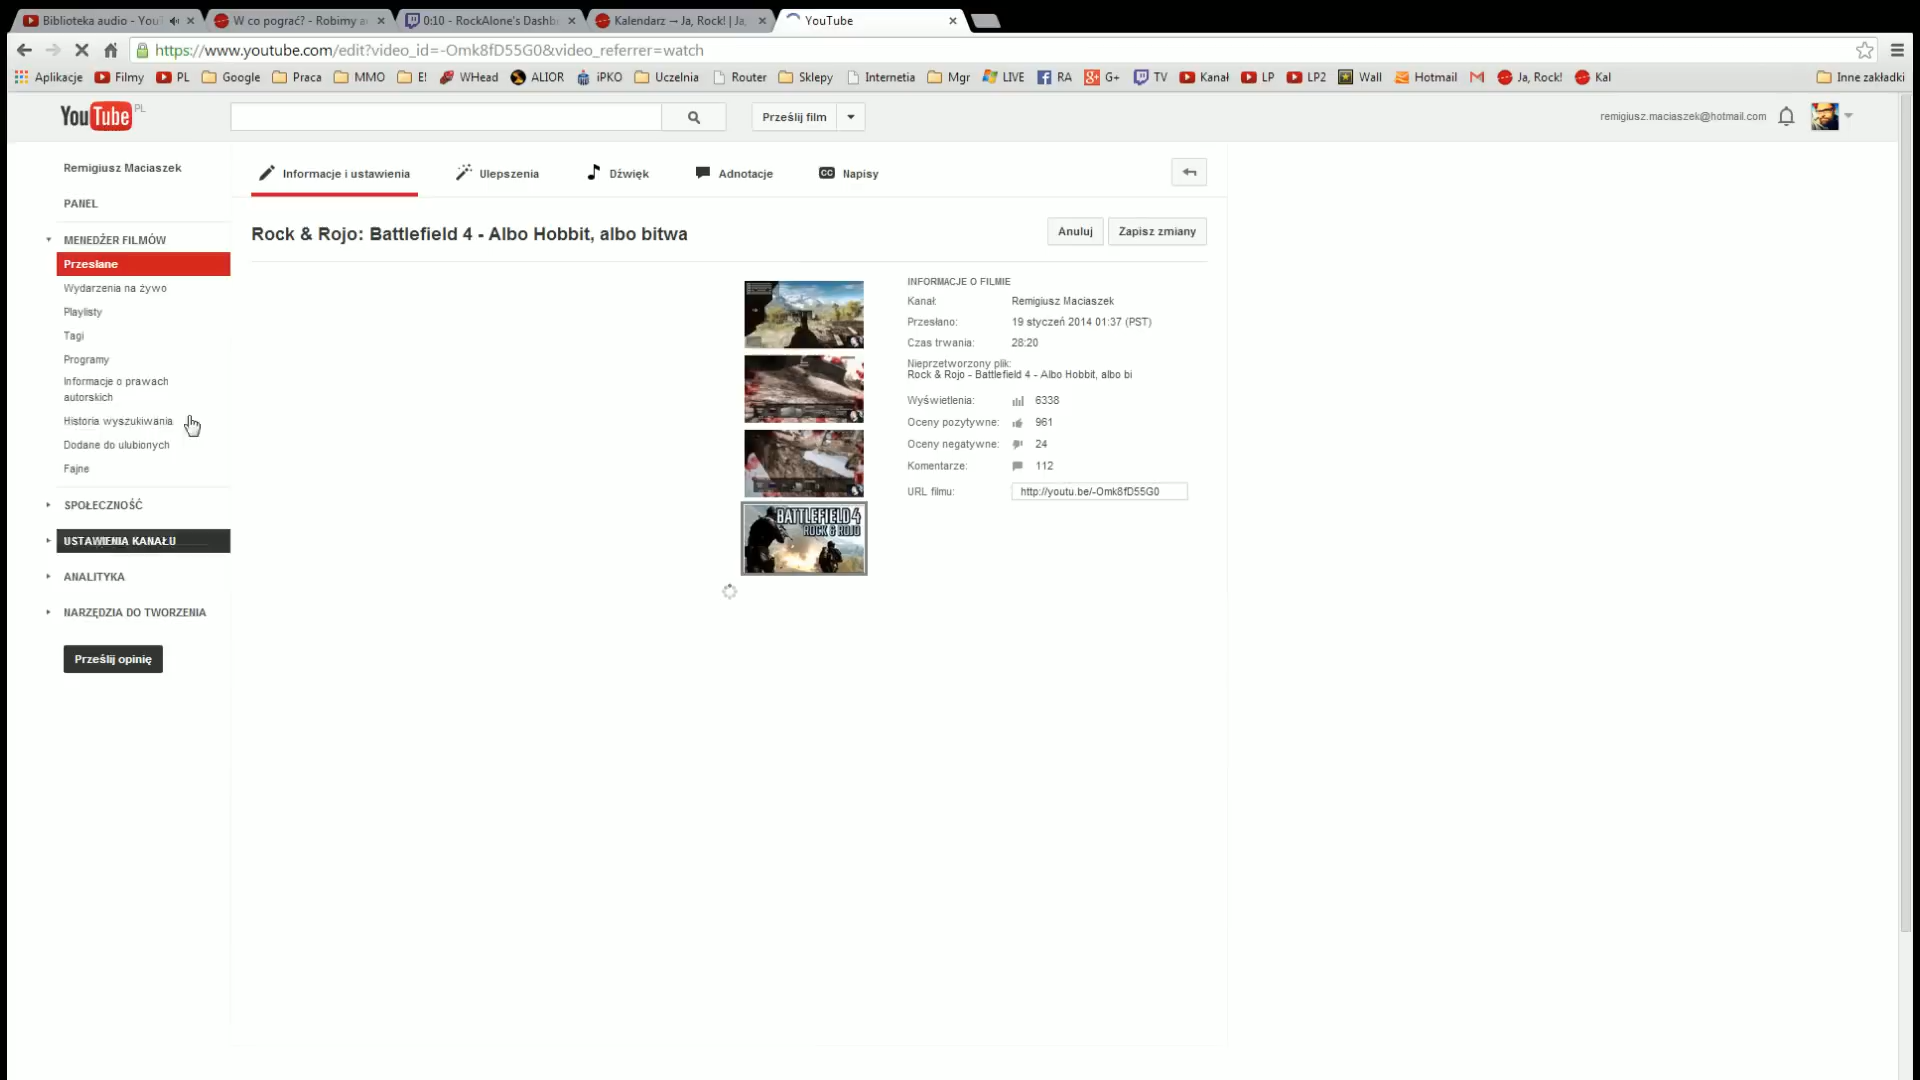 Biblioteka audio - You
W co pograć? - Robimy a
0:10 - RockAlone's Dashb
Kalendarz → Ja, Rock! | Ja,
YouTube
https://www.youtube.com/edit?video_id=-Omk8fD55G0&video_referrer=watch
Aplikacje Filmy PL Google Praca MMO E! WHead ALIOR iPKO Uczelnia Router Sklepy Internetia Mgr LIVE RA G+ TV Kanał LP LP2 Wall Hotmail Ja, Rock! Kal Inne zakładki
YouTube PL
Prześlij film
remigiusz.maciaszek@hotmail.com
Remigiusz Maciaszek
PANEL
MENEDŻER FILMÓW
Przesłane
Wydarzenia na żywo
Playlisty
Tagi
Programy
Informacje o prawach
autorskich
Historia wyszukiwania
Dodane do ulubionych
Fajne
SPOŁECZNOŚĆ
USTAWIENIA KANAŁU
ANALITYKA
NARZĘDZIA DO TWORZENIA
Prześlij opinię
Informacje i ustawienia
Ulepszenia
Dźwięk
Adnotacje
CC Napisy
Rock & Rojo: Battlefield 4 - Albo Hobbit, albo bitwa
Anuluj
Zapisz zmiany
BATTLEFIELD 4
ROCK & ROJO
INFORMACJE O FILMIE
Kanał: Remigiusz Maciaszek
Przesłano: 19 styczeń 2014 01:37 (PST)
Czas trwania: 28:20
Nieprzetworzony plik:
Rock & Rojo - Battlefield 4 - Albo Hobbit, albo bi
Wyświetlenia: 6338
Oceny pozytywne: 961
Oceny negatywne: 24
Komentarze: 112
URL filmu: http://youtu.be/-Omk8fD55G0